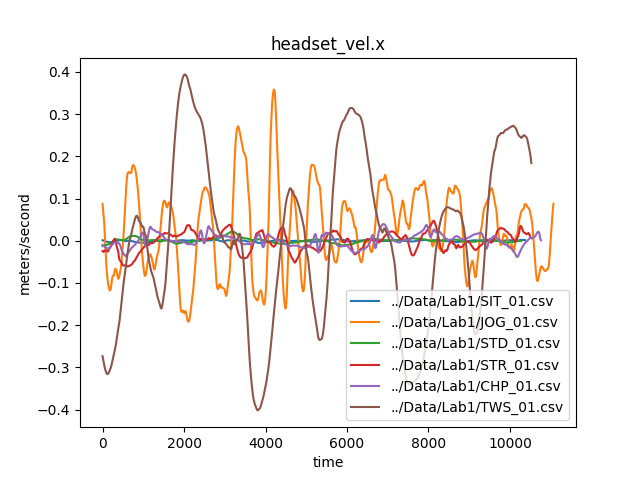 headset_vel.x
meters/second
0.4
0.3
0.2
0.1
0.0
−0.1
−0.2
−0.3
−0.4
../Data/Lab1/SIT_01.csv
../Data/Lab1/JOG_01.csv
../Data/Lab1/STD_01.csv
../Data/Lab1/STR_01.csv
../Data/Lab1/CHP_01.csv
../Data/Lab1/TWS_01.csv
0 2000 4000 6000 8000 10000
time